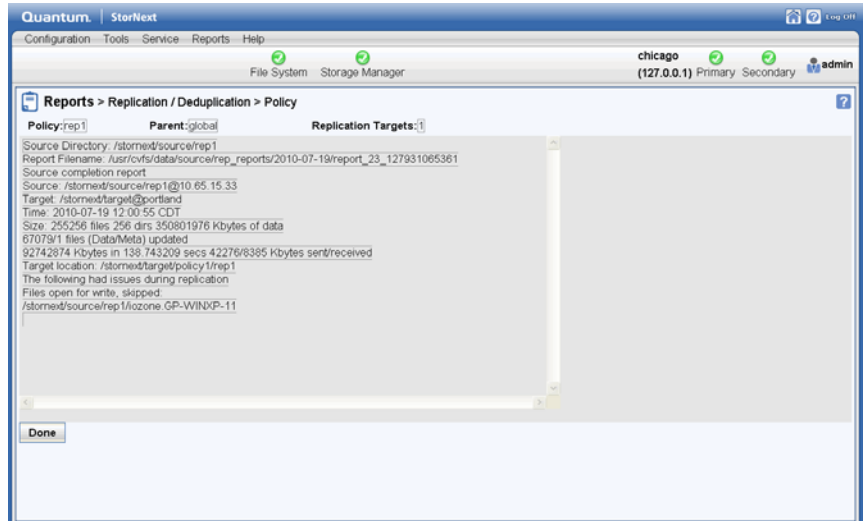 Quantum. StorNext
Log Off
Configuration Tools Service Reports Help
File System Storage Manager
chicago
(127.0.0.1) Primary Secondary
admin
Reports > Replication / Deduplication > Policy
?
Policy: rep1 Parent: global Replication Targets: 1
Source Directory: /stornext/source/rep1
Report Filename: /usr/cvfs/data/source/rep_reports/2010-07-19/report_23_127931065361
Source completion report
Source: /stornext/source/rep1@10.65.15.33
Target: /stornext/target@portland
Time: 2010-07-19 12:00:55 CDT
Size: 255256 files 256 dirs 350801976 Kbytes of data
67079/1 files (Data/Meta) updated
92742874 Kbytes in 138.743209 secs 42276/8385 Kbytes sent/received
Target location: /stornext/target/policy1/rep1
The following had issues during replication
Files open for write, skipped:
/stornext/source/rep1/iozone.GP-WINXP-11
Done